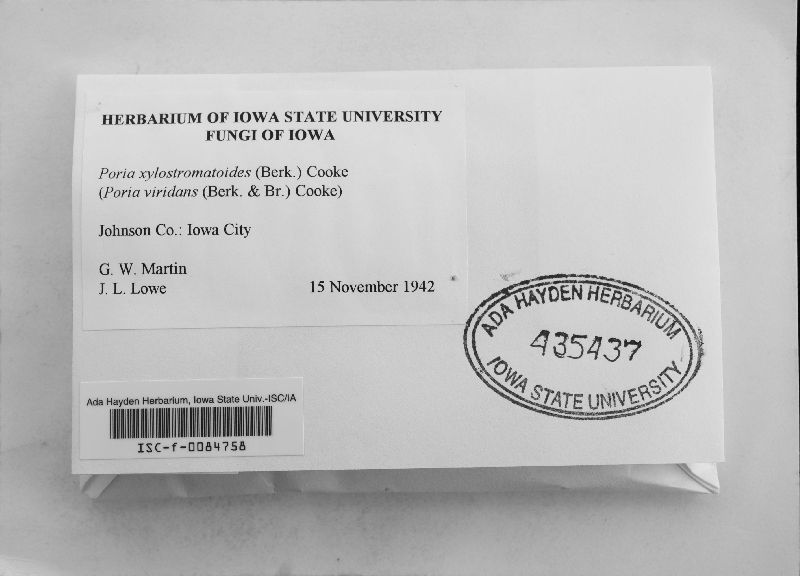 HERBARIUM OF IOWA STATE UNIVERSITY
FUNGI OF IOWA
Poria xylostromatoides (Berk.) Cooke
(Poria viridans (Berk. & Br.) Cooke)
Johnson Co.: Iowa City
G. W. Martin
J. L. Lowe 15 November 1942
ADA HAYDEN HERBARIUM
435437
IOWA STATE UNIVERSITY
Ada Hayden Herbarium, Iowa State Univ.-ISC/IA
ISC-f-0084758